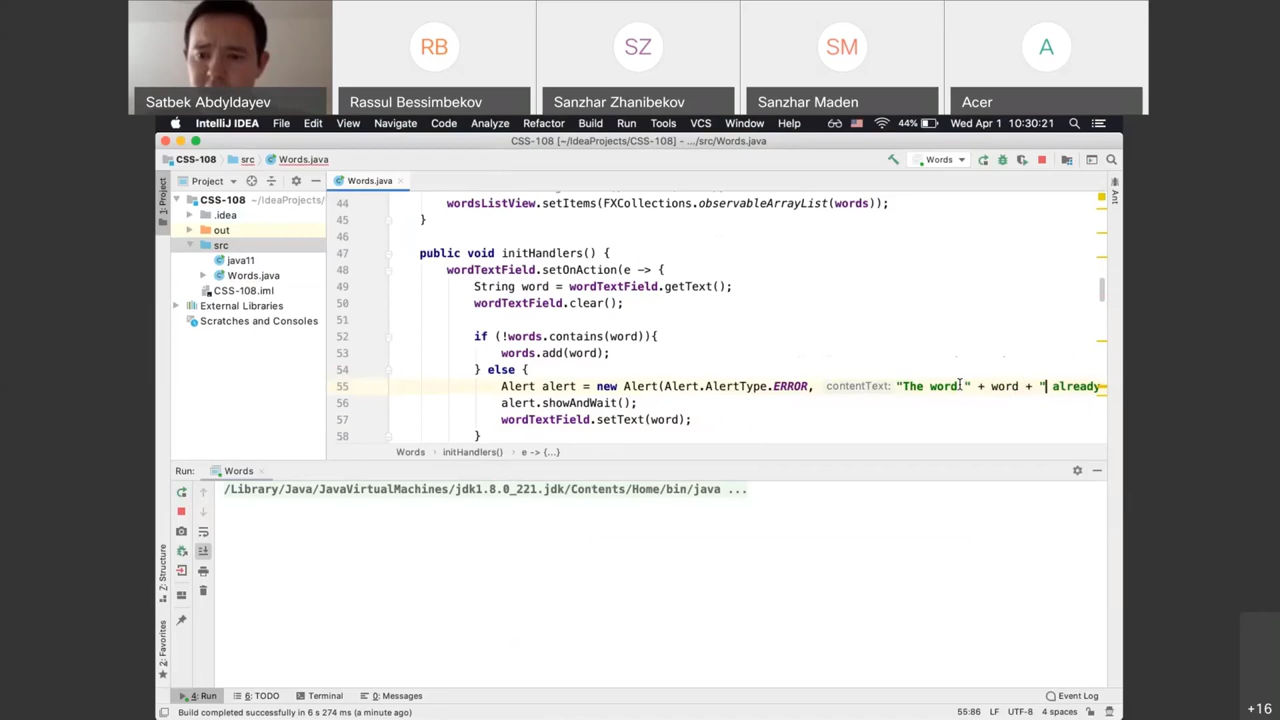 RB
SZ
SM
A
Satbek Abdyldayev
Rassul Bessimbekov
Sanzhar Zhanibekov
Sanzhar Maden
Acer
IntelliJ IDEA File Edit View Navigate Code Analyze Refactor Build Run Tools VCS Window Help 44% Wed Apr 1 10:30:21
CSS-108 [~/IdeaProjects/CSS-108] - .../src/Words.java
CSS-108 src Words.java
Words
1: Project
Project
Words.java
Ant
CSS-108 ~/IdeaProjects/
.idea
out
src
java11
Words.java
CSS-108.iml
External Libraries
Scratches and Consoles
44 wordsListView.setItems(FXCollections.observableArrayList(words));
45 }
46
47 public void initHandlers() {
48 wordTextField.setOnAction(e -> {
49 String word = wordTextField.getText();
50 wordTextField.clear();
51
52 if (!words.contains(word)){
53 words.add(word);
54 } else {
55 Alert alert = new Alert(Alert.AlertType.ERROR, contentText: "The word:" + word + " already
56 alert.showAndWait();
57 wordTextField.setText(word);
58 }
Words initHandlers() e -> {...}
Run: Words
/Library/Java/JavaVirtualMachines/jdk1.8.0_221.jdk/Contents/Home/bin/java ...
Z: Structure
2: Favorites
4: Run 6: TODO Terminal 0: Messages Event Log
Build completed successfully in 6 s 274 ms (a minute ago) 55:86 LF UTF-8 4 spaces
+16